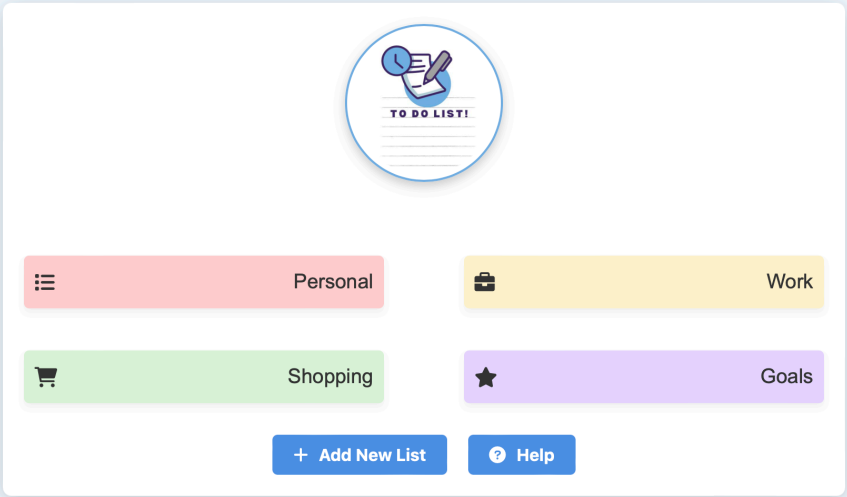 TO DO LIST!
Personal
Work
Shopping
Goals
Add New List
Help